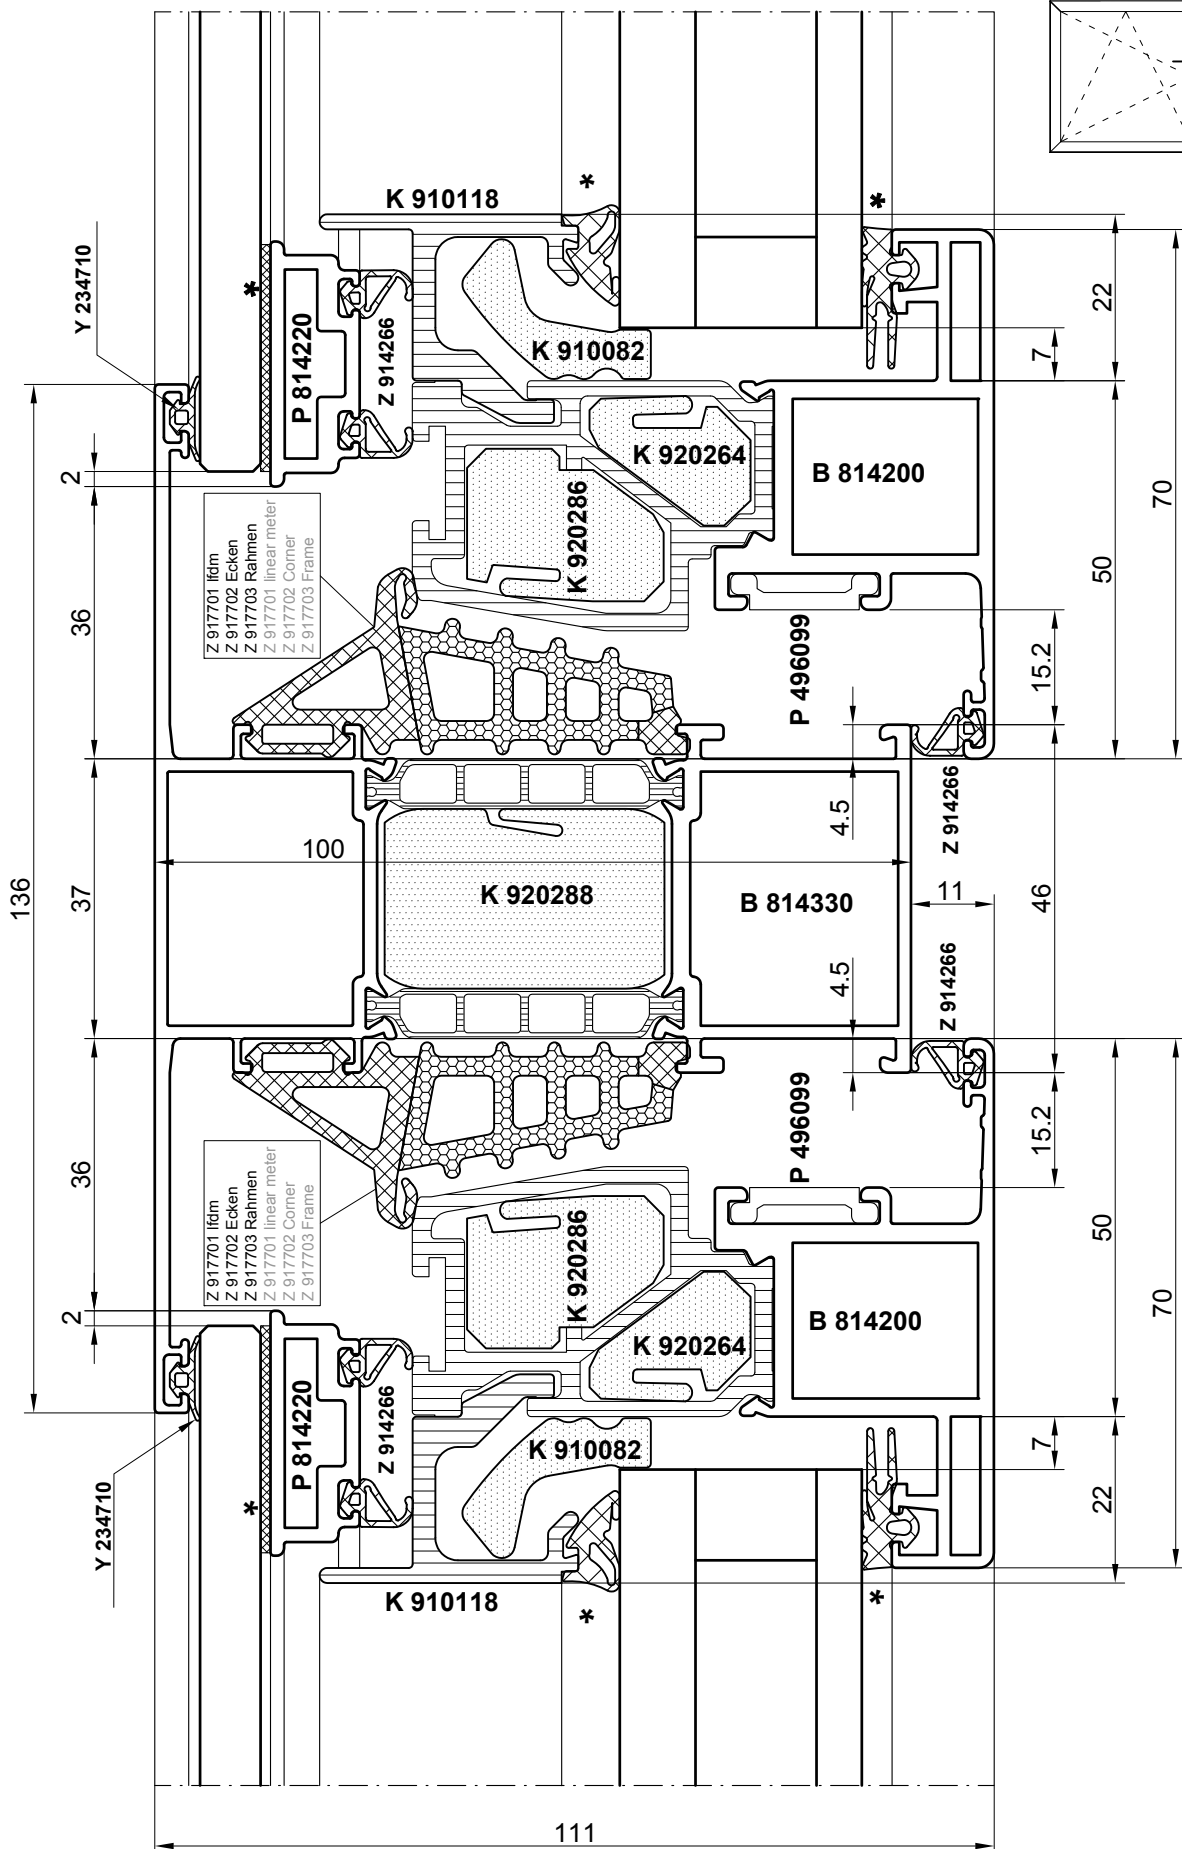 K 910118
*
*
Y 234710
*
P 814220
Z 914266
K 910082
22
7
K 920264
B 814200
70
2
K 920286
50
36
Z 917701 lfdm
Z 917702 Ecken
Z 917703 Rahmen
Z 917701 linear meter
Z 917702 Corner
Z 917703 Frame
P 496099
15.2
4.5
Z 914266
100
136
37
K 920288
B 814330
11
46
4.5
Z 914266
P 496099
15.2
36
Z 917701 lfdm
Z 917702 Ecken
Z 917703 Rahmen
Z 917701 linear meter
Z 917702 Corner
Z 917703 Frame
K 920286
50
2
K 920264
B 814200
70
P 814220
Z 914266
K 910082
7
*
22
Y 234710
K 910118
*
*
111